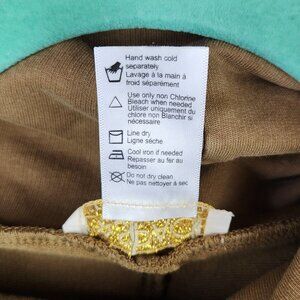 Hand wash cold
separately
Lavage à la main à
froid séparément
Use only non Chlorine
Bleach when needed
Utiliser uniquement du
chlore non Blanchir si
nécessaire
Line dry
Ligne sèche
Cool iron if needed
Repasser au fer au
besoin
Do not dry clean
Ne pas nettoyer à sec